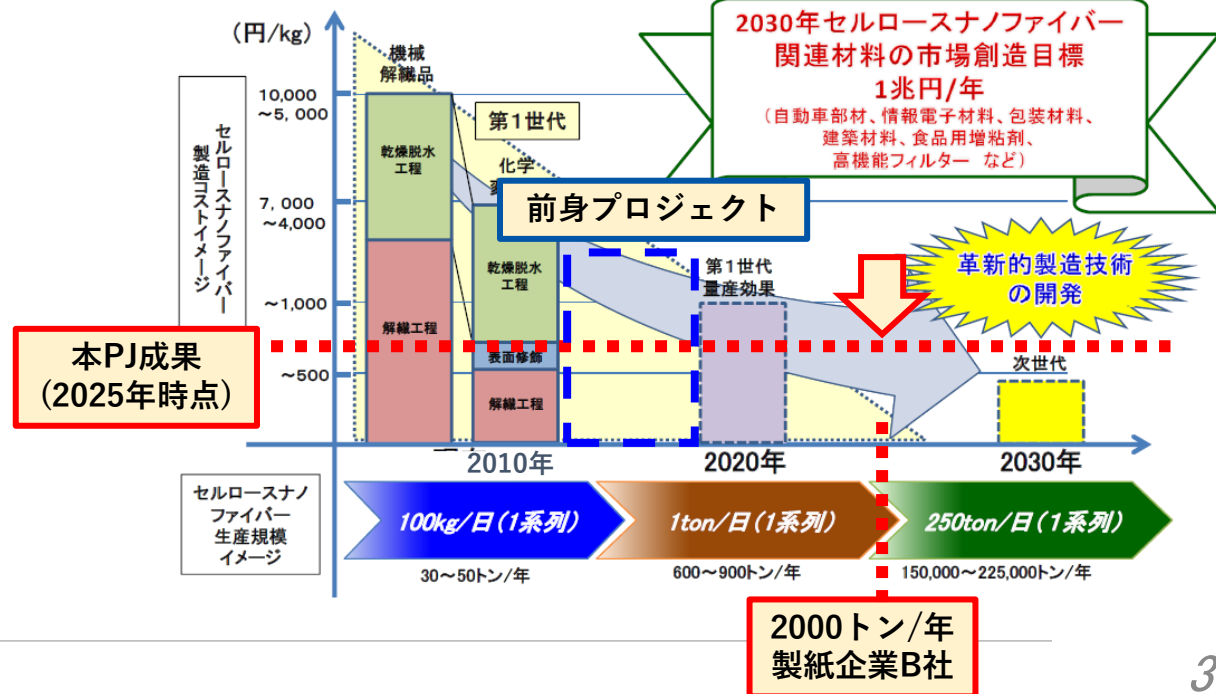 (円/kg)
2030年セルロースナノファイバー
関連材料の市場創造目標
1兆円/年
(自動車部材、情報電子材料、包装材料、
建築材料、食品用増粘剤、
高機能フィルター など)
機械
解繊品
10,000
～5,000
セルロースナノファイバー
製造コストイメージ
第1世代
乾燥脱水
工程
化学
7,000
～4,000
前身プロジェクト
革新的製造技術
の開発
乾燥脱水
工程
第1世代
量産効果
～1,000
解繊工程
本PJ成果
(2025年時点)
表面修飾
～500
次世代
解繊工程
2010年
2020年
2030年
セルロースナノ
ファイバー
生産規模
イメージ
100kg/日(1系列)
1ton/日(1系列)
250ton/日(1系列)
30～50トン/年
600～900トン/年
150,000～225,000トン/年
2000トン/年
製紙企業B社
3